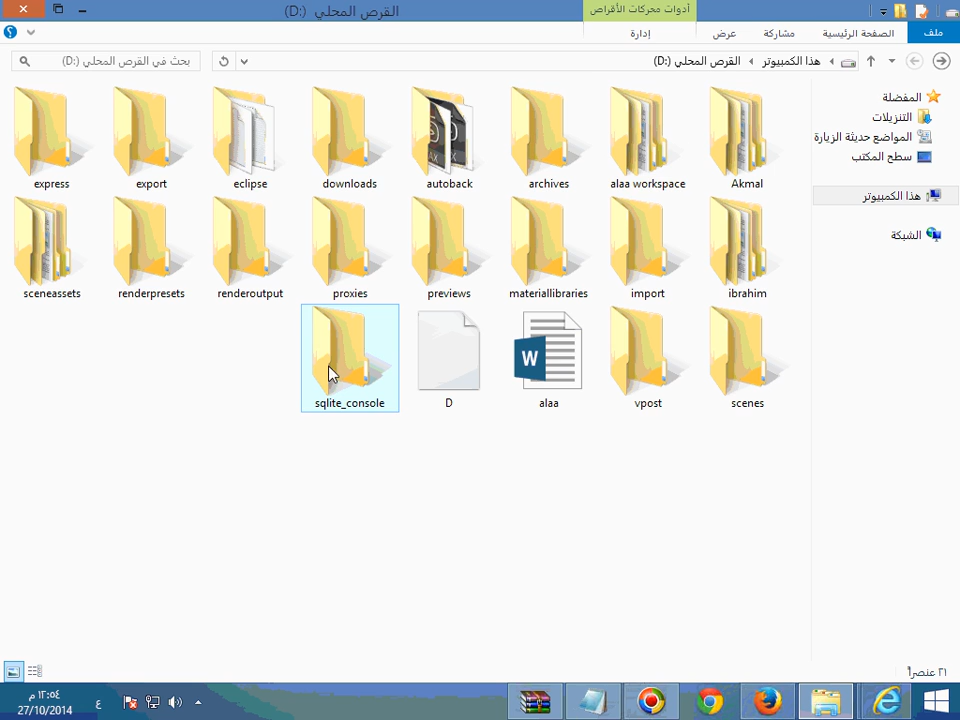 القرص المحلي (D:)
أدوات محركات الأقراص
ملف
الصفحة الرئيسية
مشاركة
عرض
إدارة
هذا الكمبيوتر
القرص المحلي (D:)
بحث في القرص المحلي (D:)
المفضلة
التنزيلات
المواضع حديثة الزيارة
سطح المكتب
هذا الكمبيوتر
الشبكة
Akmal
alaa workspace
archives
autoback
downloads
eclipse
export
express
ibrahim
import
materiallibraries
previews
proxies
renderoutput
renderpresets
sceneassets
scenes
vpost
alaa
D
sqlite_console
٢١ عنصرًا
ع
١٢:٥٤ م
27/10/2014